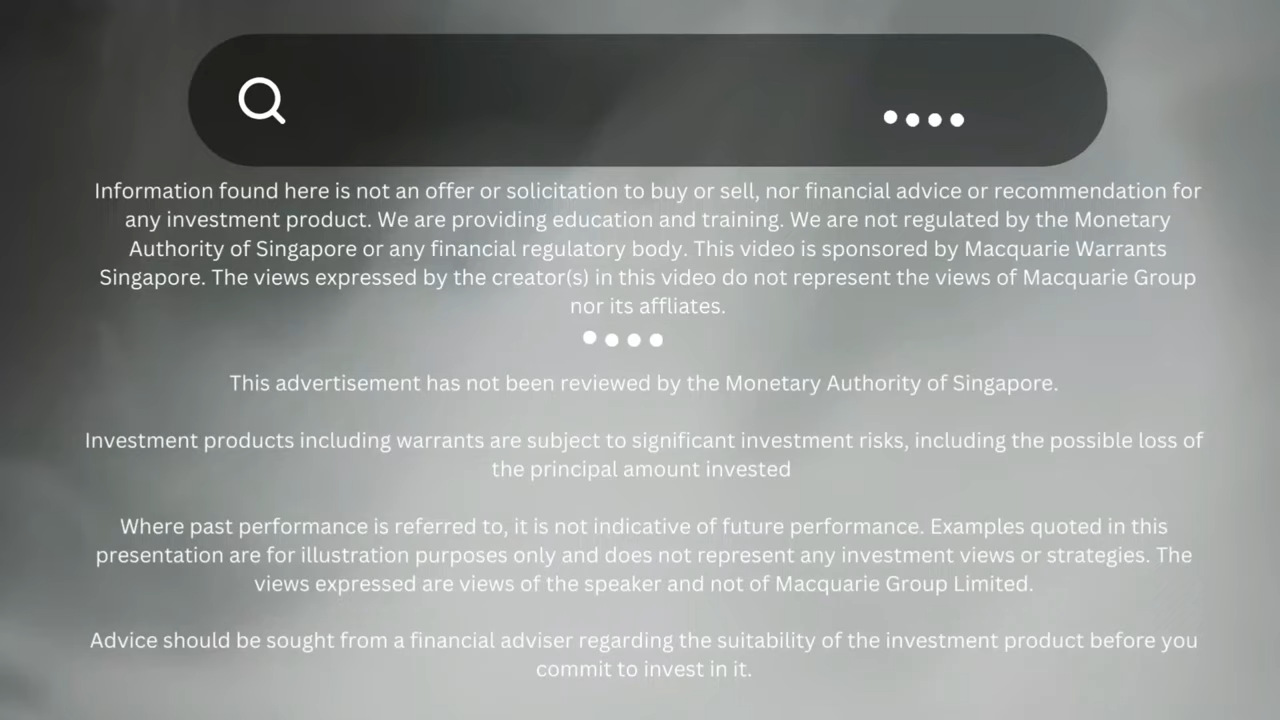 Information found here is not an offer or solicitation to buy or sell, nor financial advice or recommendation for
any investment product. We are providing education and training. We are not regulated by the Monetary
Authority of Singapore or any financial regulatory body. This video is sponsored by Macquarie Warrants
Singapore. The views expressed by the creator(s) in this video do not represent the views of Macquarie Group
nor its affliates.
This advertisement has not been reviewed by the Monetary Authority of Singapore.
Investment products including warrants are subject to significant investment risks, including the possible loss of
the principal amount invested
Where past performance is referred to, it is not indicative of future performance. Examples quoted in this
presentation are for illustration purposes only and does not represent any investment views or strategies. The
views expressed are views of the speaker and not of Macquarie Group Limited.
Advice should be sought from a financial adviser regarding the suitability of the investment product before you
commit to invest in it.